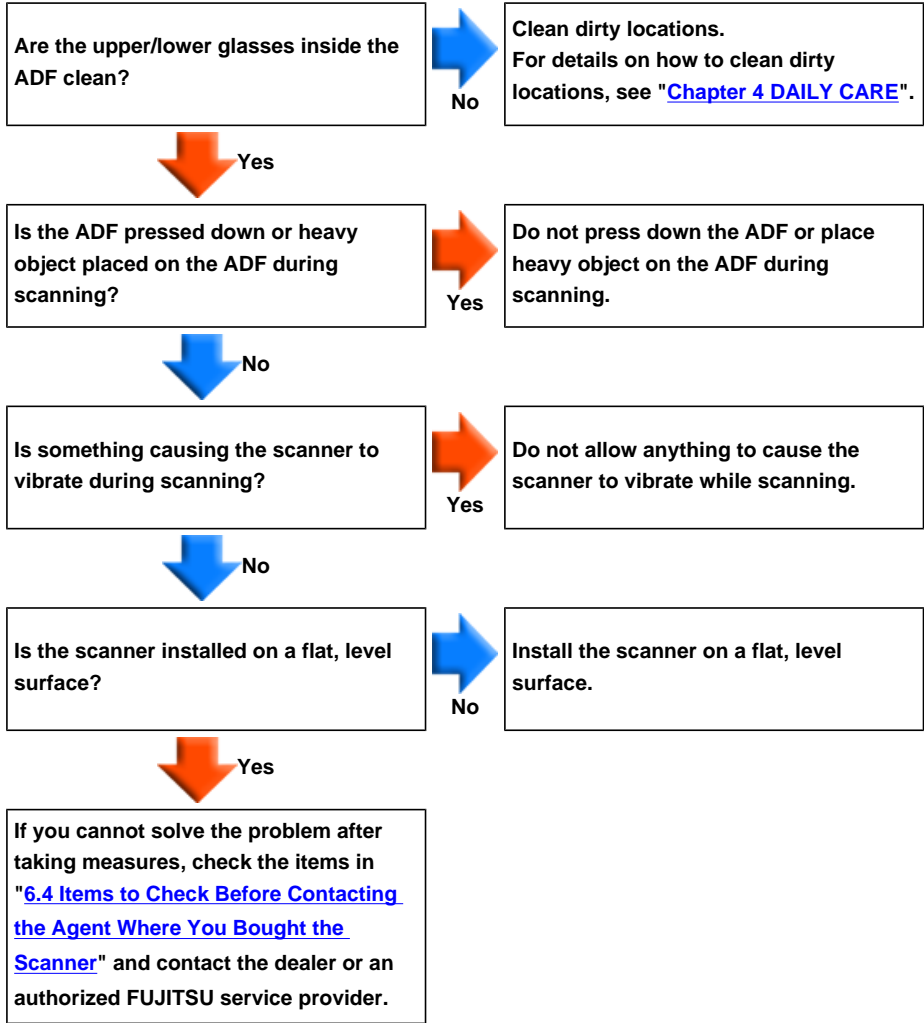 Are the upper/lower glasses inside the
ADF clean?
No
Clean dirty locations.
For details on how to clean dirty
locations, see "Chapter 4 DAILY CARE".
Yes
Is the ADF pressed down or heavy
object placed on the ADF during
scanning?
Yes
Do not press down the ADF or place
heavy object on the ADF during
scanning.
No
Is something causing the scanner to
vibrate during scanning?
Yes
Do not allow anything to cause the
scanner to vibrate while scanning.
No
Is the scanner installed on a flat, level
surface?
No
Install the scanner on a flat, level
surface.
Yes
If you cannot solve the problem after
taking measures, check the items in
"6.4 Items to Check Before Contacting
the Agent Where You Bought the
Scanner" and contact the dealer or an
authorized FUJITSU service provider.